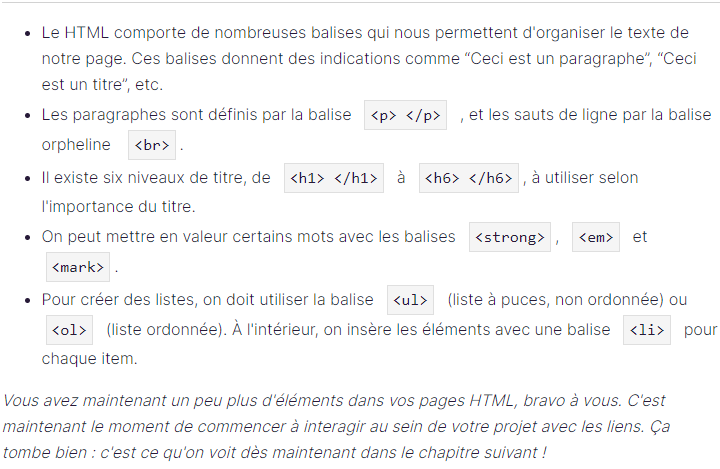 Le HTML comporte de nombreuses balises qui nous permettent d'organiser le texte de
notre page. Ces balises donnent des indications comme “Ceci est un paragraphe”, “Ceci
est un titre”, etc.
Les paragraphes sont définis par la balise <p> </p> , et les sauts de ligne par la balise
orpheline <br> .
Il existe six niveaux de titre, de <h1> </h1> à <h6> </h6> , à utiliser selon
l'importance du titre.
On peut mettre en valeur certains mots avec les balises <strong> , <em> et
<mark> .
Pour créer des listes, on doit utiliser la balise <ul> (liste à puces, non ordonnée) ou
<ol> (liste ordonnée). À l'intérieur, on insère les éléments avec une balise <li> pour
chaque item.
Vous avez maintenant un peu plus d'éléments dans vos pages HTML, bravo à vous. C'est
maintenant le moment de commencer à interagir au sein de votre projet avec les liens. Ça
tombe bien : c'est ce qu'on voit dès maintenant dans le chapitre suivant !